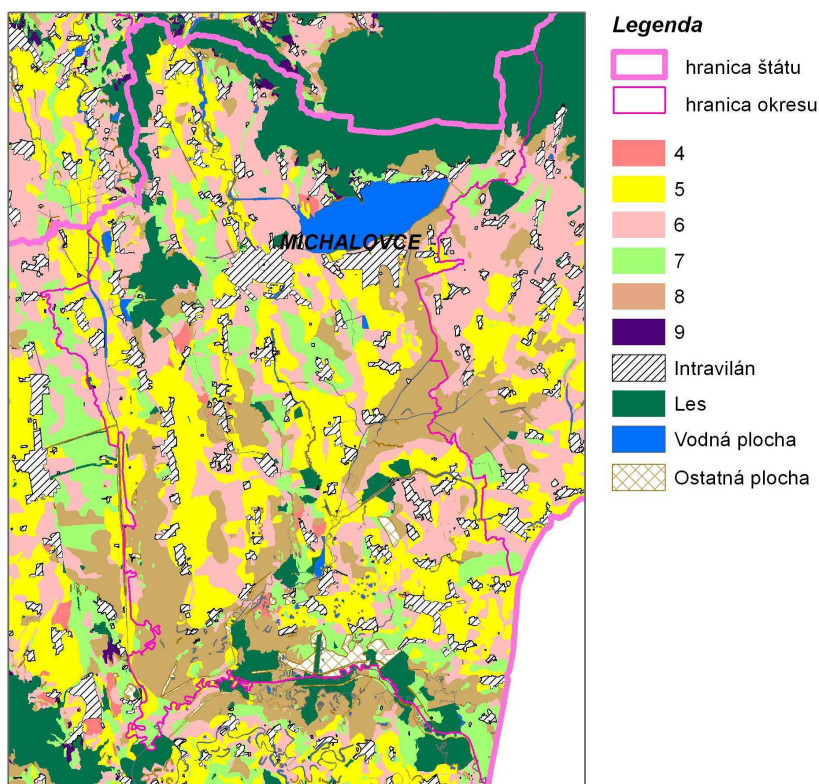 MICHALOVCE
Legenda
hranica štátu
hranica okresu
4
5
6
7
8
9
Intravilán
Les
Vodná plocha
Ostatná plocha